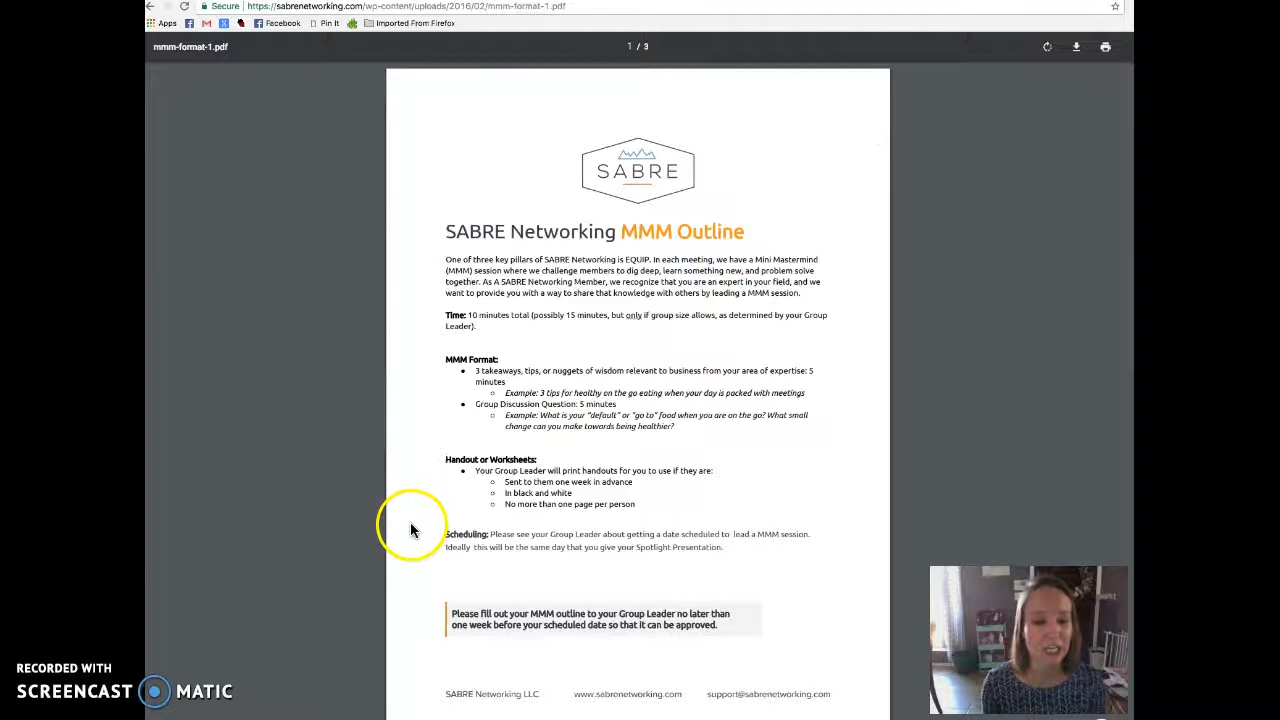 Secure https://sabrenetworking.com/wp-content/uploads/2016/02/mmm-format-1.pdf
Apps Facebook Pin It Imported From Firefox
mmm-format-1.pdf 1 / 3
SABRE
SABRE Networking MMM Outline
One of three key pillars of SABRE Networking is EQUIP. In each meeting, we have a Mini Mastermind
(MMM) session where we challenge members to dig deep, learn something new, and problem solve
together. As A SABRE Networking Member, we recognize that you are an expert in your field, and we
want to provide you with a way to share that knowledge with others by leading a MMM session.
Time: 10 minutes total (possibly 15 minutes, but only if group size allows, as determined by your Group
Leader).
MMM Format:
● 3 takeaways, tips, or nuggets of wisdom relevant to business from your area of expertise: 5
minutes
○ Example: 3 tips for healthy on the go eating when your day is packed with meetings
● Group Discussion Question: 5 minutes
○ Example: What is your "default" or "go to" food when you are on the go? What small
change can you make towards being healthier?
Handout or Worksheets:
● Your Group Leader will print handouts for you to use if they are:
○ Sent to them one week in advance
○ In black and white
○ No more than one page per person
Scheduling: Please see your Group Leader about getting a date scheduled to lead a MMM session.
Ideally this will be the same day that you give your Spotlight Presentation.
Please fill out your MMM outline to your Group Leader no later than
one week before your scheduled date so that it can be approved.
SABRE Networking LLC www.sabrenetworking.com support@sabrenetworking.com
RECORDED WITH
SCREENCAST MATIC